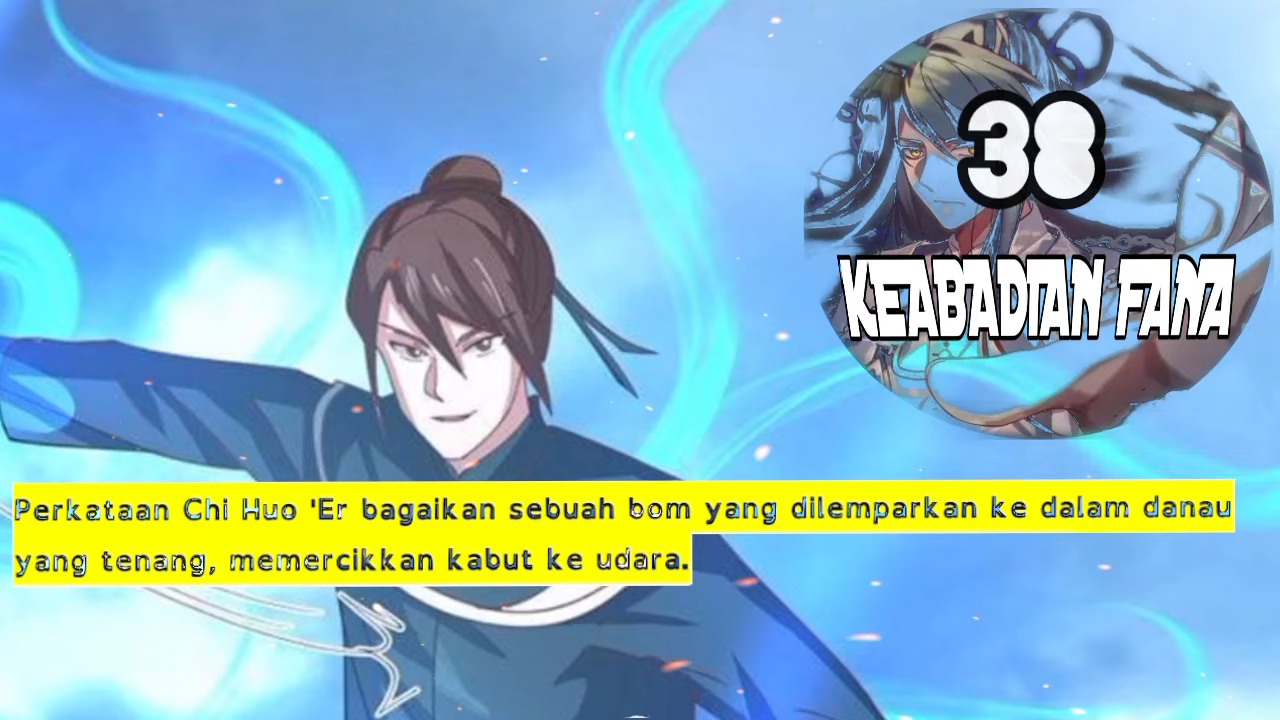 38
KEABADIAN FANA
Perkataan Chi Huo 'Er bagaikan sebuah bom yang dilemparkan ke dalam danau
yang tenang, memercikkan kabut ke udara.